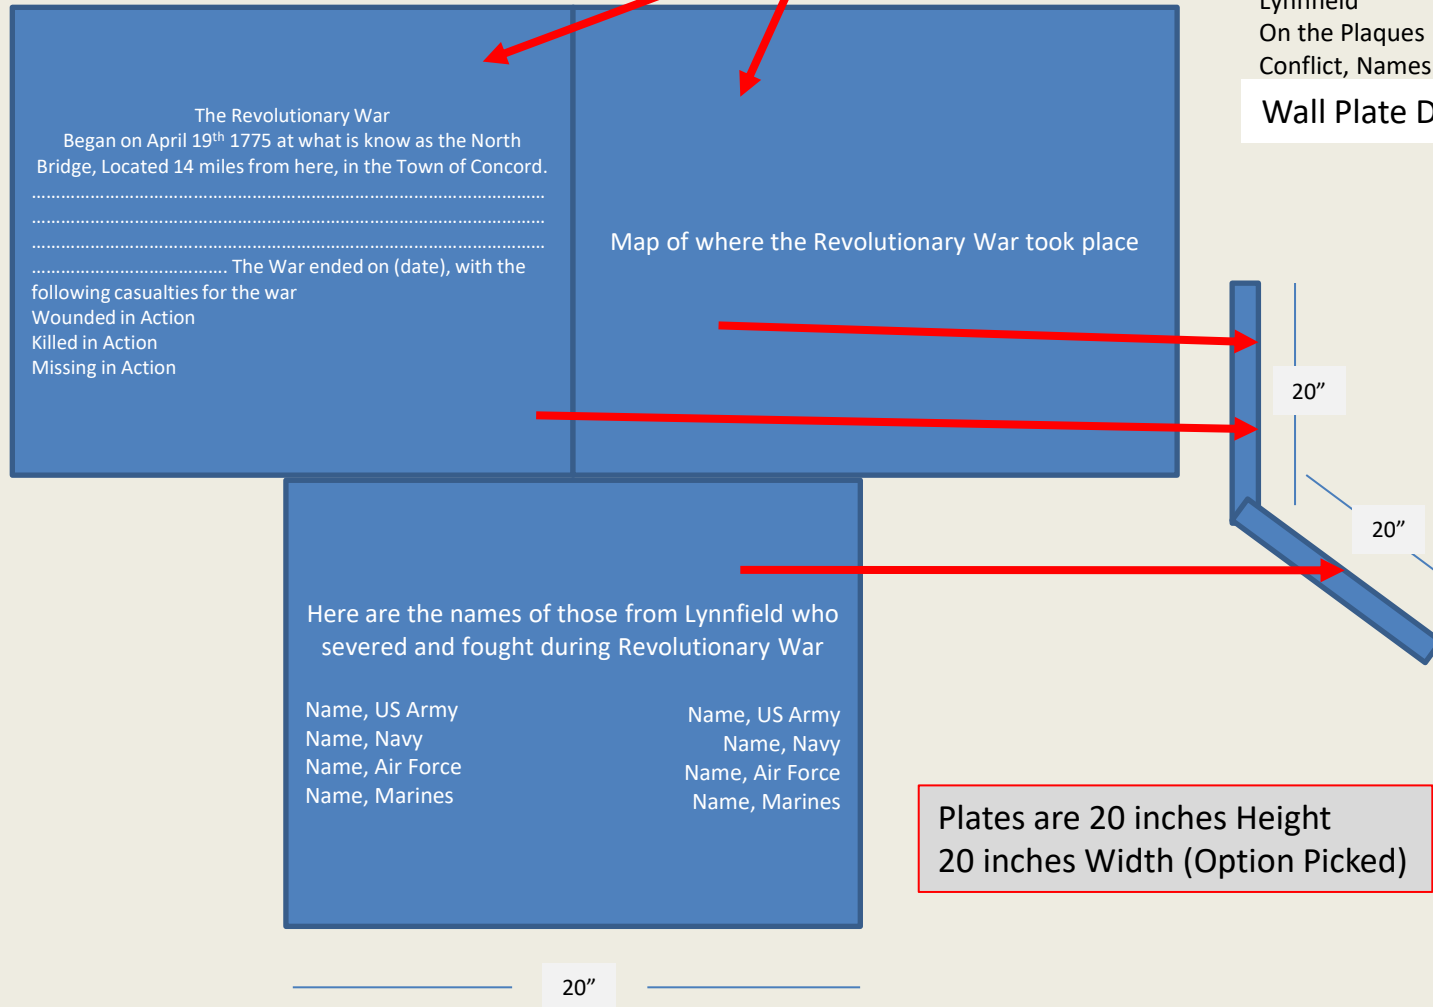 Lynnfield
On the Plaques
Conflict, Names
Wall Plate D
The Revolutionary War
Began on April 19th 1775 at what is know as the North
Bridge, Located 14 miles from here, in the Town of Concord.
……………………………………………………………………………………………
……………………………………………………………………………………………
……………………………………………………………………………………………
…………………………………. The War ended on (date), with the
following casualties for the war
Wounded in Action
Killed in Action
Missing in Action
Map of where the Revolutionary War took place
20”
20”
Here are the names of those from Lynnfield who
severed and fought during Revolutionary War
Name, US Army
Name, Navy
Name, Air Force
Name, Marines
Name, US Army
Name, Navy
Name, Air Force
Name, Marines
Plates are 20 inches Height
20 inches Width (Option Picked)
20”